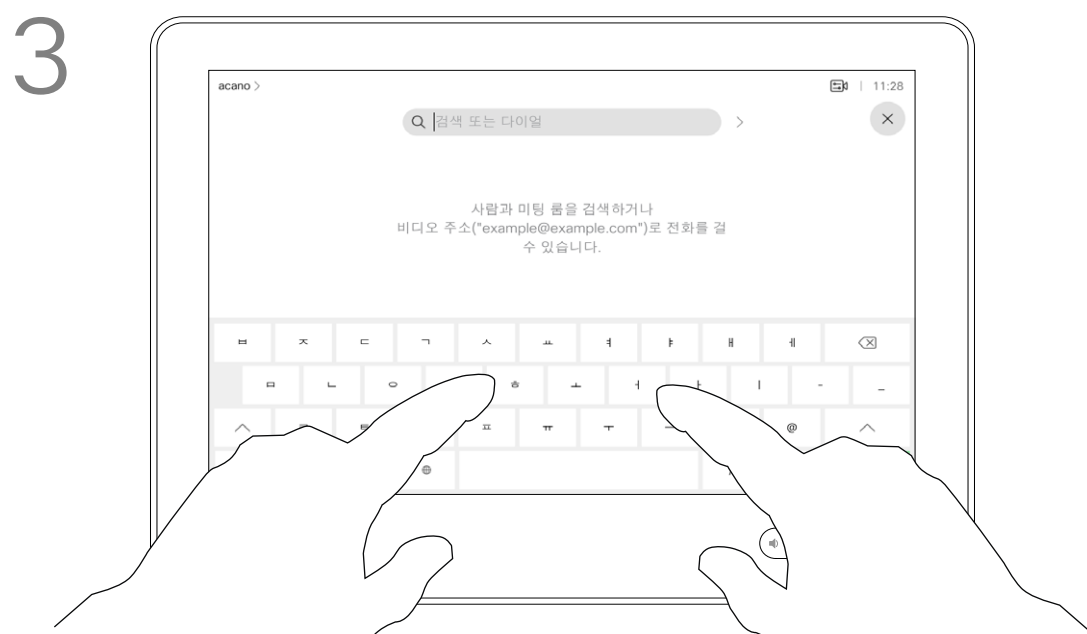 3
acano >
11:28
검색 또는 다이얼
사람과 미팅 룸을 검색하거나
비디오 주소("example@example.com")로 전화를 걸
수 있습니다.
ㅂ ㅈ ㄷ ㄱ ㅅ ㅛ ㅕ ㅑ ㅐ ㅔ
ㅁ ㄴ ㅇ ㅎ ㅗ ㅓ ㅏ ㅣ - _
ㅍ ㅠ ㅜ ㅡ @